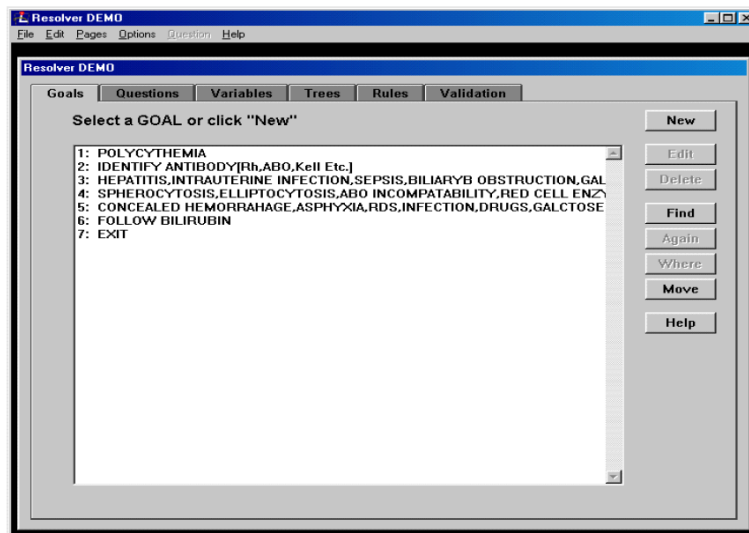 Resolver DEMO
File Edit Pages Options Question Help
Resolver DEMO
Goals Questions Variables Trees Rules Validation
Select a GOAL or click "New"
New
1: POLYCYTHEMIA
2: IDENTIFY ANTIBODY[Rh,ABO,Kell Etc.]
3: HEPATITIS,INTRAUTERINE INFECTION,SEPSIS,BILIARYB OBSTRUCTION,GAL
4: SPHEROCYTOSIS,ELLIPTOCYTOSIS,ABO INCOMPATABILITY,RED CELL ENZY
5: CONCEALED HEMORRAHAGE,ASPHYXIA,RDS,INFECTION,DRUGS,GALCTOSE
6: FOLLOW BILIRUBIN
7: EXIT
Edit
Delete
Find
Again
Where
Move
Help